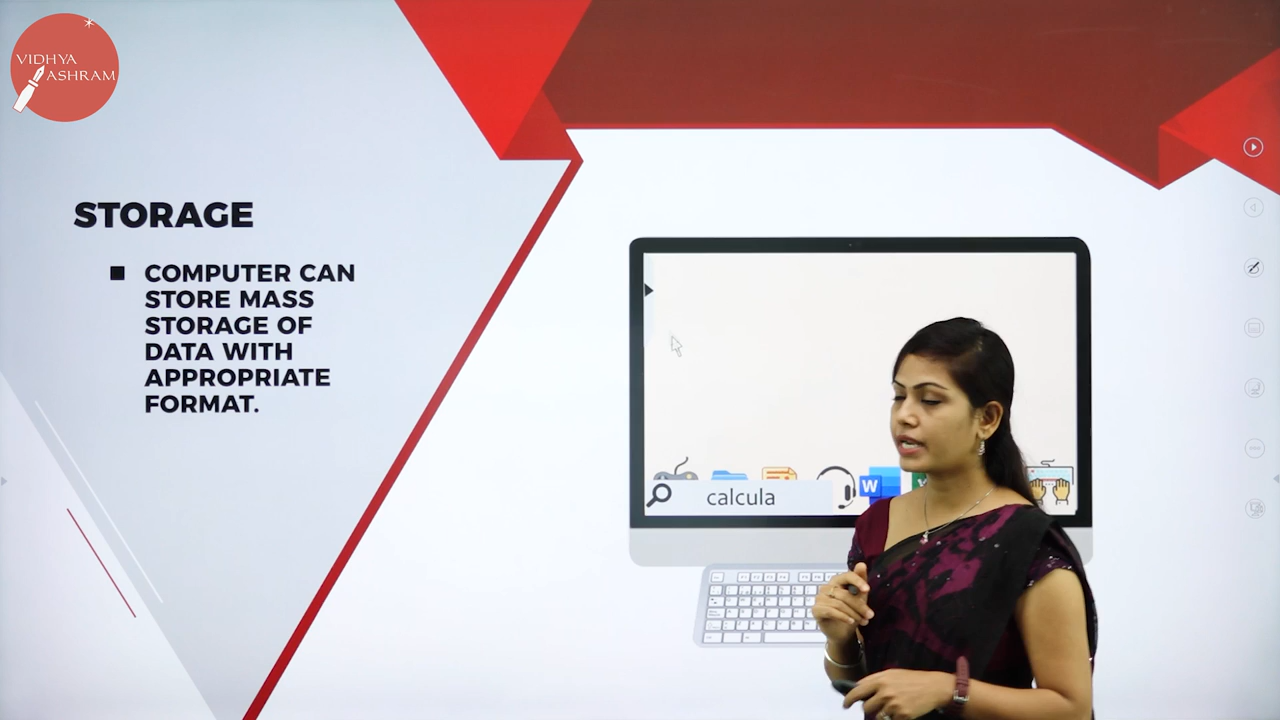 VIDHYA
ASHRAM
STORAGE
COMPUTER CAN
STORE MASS
STORAGE OF
DATA WITH
APPROPRIATE
FORMAT.
W
calcula